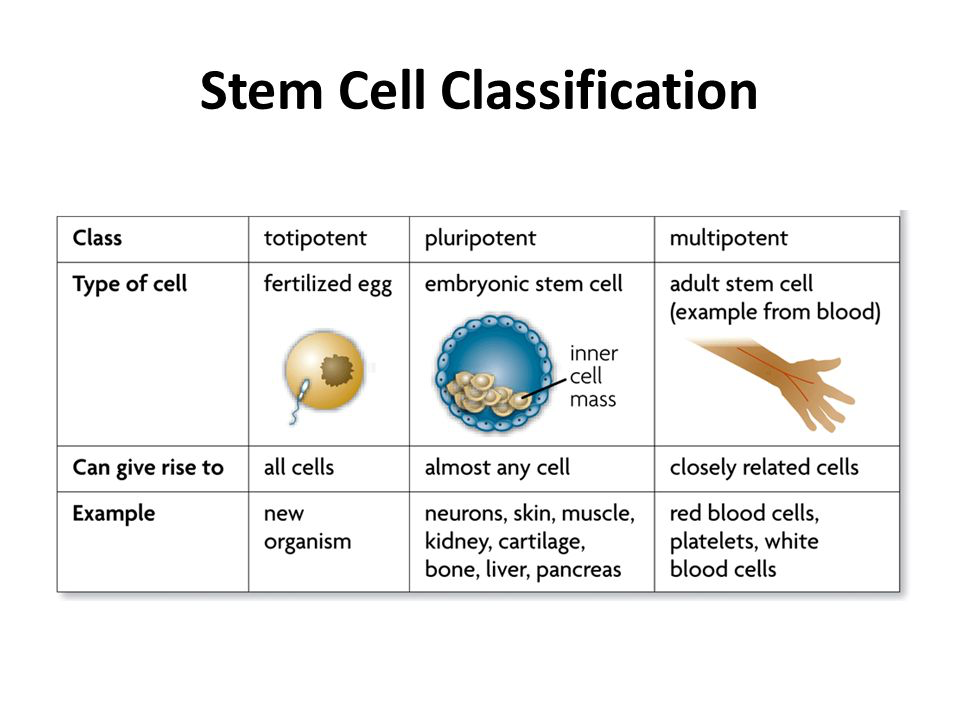 Stem Cell Classification
Class
totipotent
pluripotent
multipotent
Type of cell
fertilized egg
embryonic stem cell
inner
cell
mass
adult stem cell
(example from blood)
Can give rise to
all cells
almost any cell
closely related cells
Example
new
organism
neurons, skin, muscle,
kidney, cartilage,
bone, liver, pancreas
red blood cells,
platelets, white
blood cells